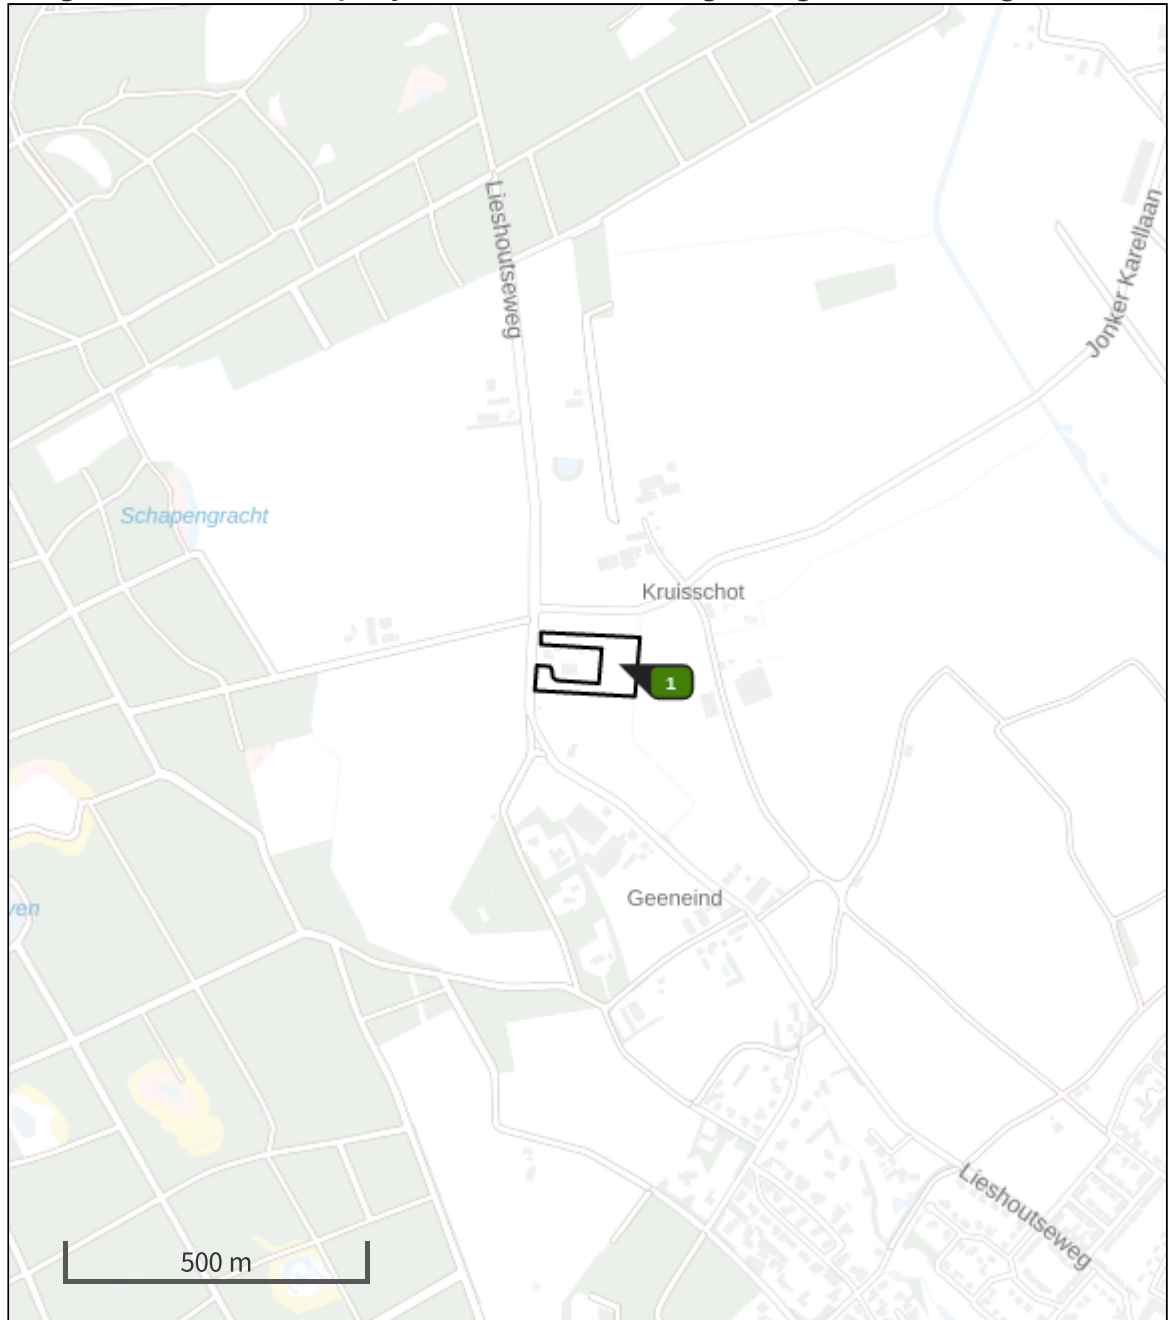 Lieshoutseweg
Jonker Karellaan
Schapengracht
Kruisschot
1
Geeneind
ven
Lieshoutseweg
500 m